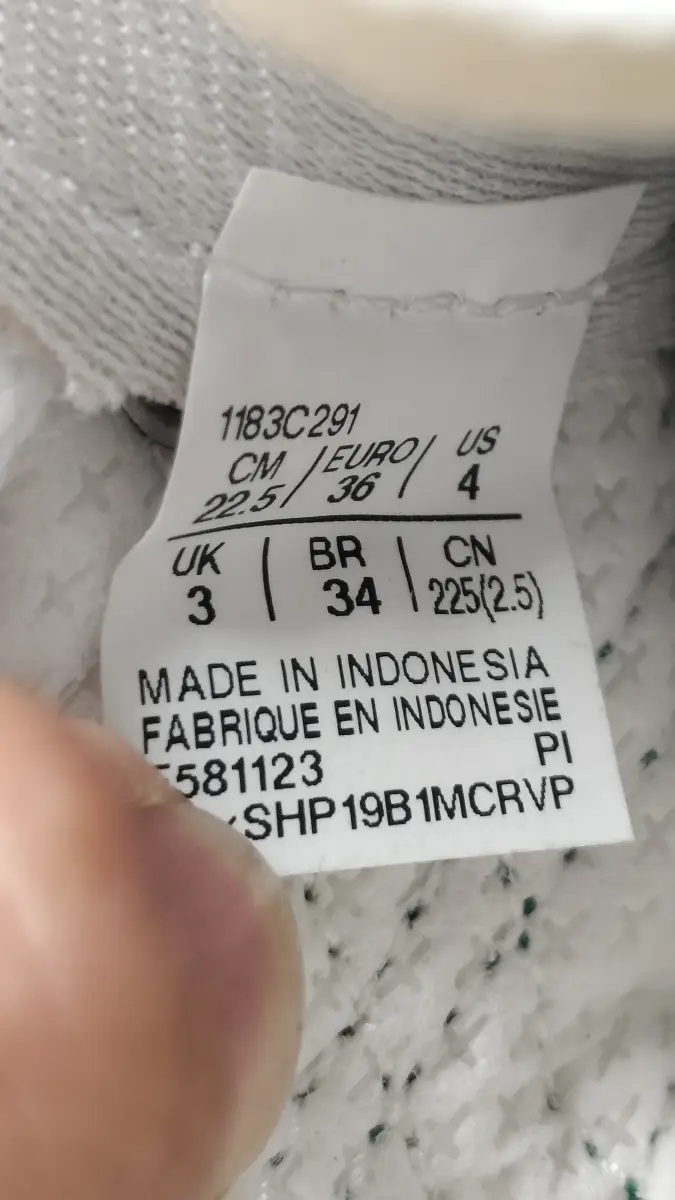 1183C291
CM / EURO / US
22.5 / 36 / 4
UK | BR | CN
3 | 34 | 225(2.5)
MADE IN INDONESIA
FABRIQUE EN INDONESIE
581123 PI
SHP19B1MCRVP